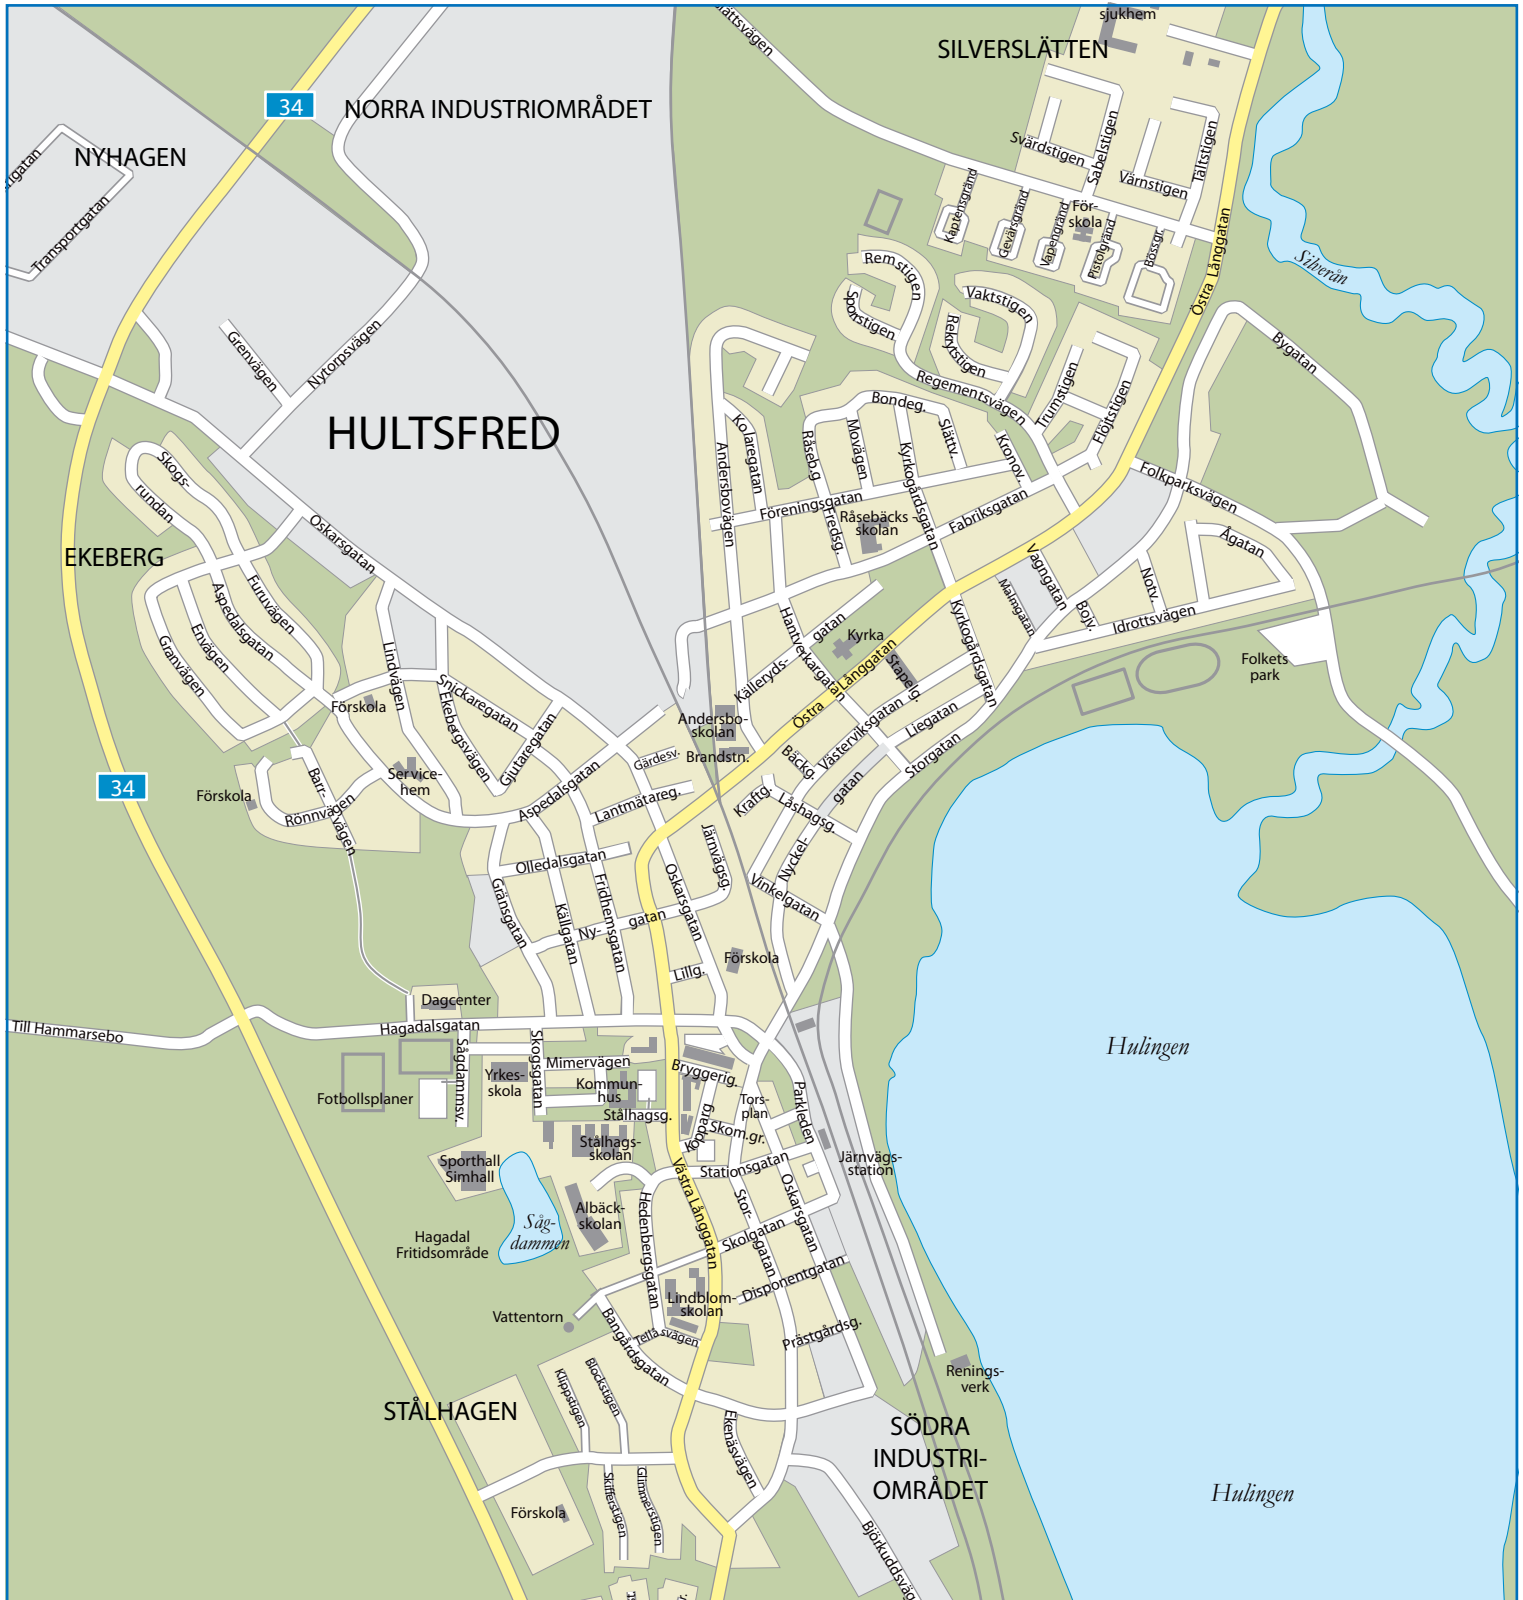 sjukhem
slättsvägen
SILVERSLÄTTEN
34
NORRA INDUSTRIOMRÅDET
NYHAGEN
Transportgatan
Svärdstigen
Sabelstigen
Tältstigen
Värnstigen
Kaptensgränd
Gevärsgränd
Vapengränd
För-
skola
Pistolgränd
Bössgr.
Östra Långgatan
Silverån
Remstigen
Sporrstigen
Vaktstigen
Rekrytstigen
Regementsvägen
Trumstigen
Flöjtstigen
Bygatan
Grenvägen
Nytorpsvägen
HULTSFRED
Bondeg.
Slättv.
Kronov.
Kolaregatan
Andersbovägen
Råseb.g
Movägen
Kyrkogårdsgatan
Föreningsgatan
Fredsg.
Råsebäcks-
skolan
Fabriksgatan
Folkparksvägen
Ågatan
Notv.
Idrottsvägen
Vagngatan
Bojv.
Malmgatan
Skogs-
rundan
EKEBERG
Oskarsgatan
Furuvägen
Aspedalsgatan
Envägen
Granvägen
Lindvägen
Snickaregatan
Ekebergsvägen
Gjutaregatan
Förskola
Hantverkargatan
Källeryds-
gatan
Kyrka
Stapelg.
Kyrkogårdsgatan
Östra Långgatan
Västerviksgatan
Liegatan
Storgatan
Folkets
park
Andersbo-
skolan
Brandstn.
Gärdesv.
Bäckg.
Kraftg.
Låshagsg.
Nyckel-
gatan
Vinkelgatan
34
Förskola
Rönnvägen
Barr-
vägen
Service-
hem
Aspedalsgatan
Lantmätareg.
Järnvägsg.
Olledalsgatan
Gränsgatan
Källgatan
Fridhemsgatan
Oskarsgatan
Ny-
gatan
Lillg.
Förskola
Till Hammarsebo
Dagcenter
Hagadalsgatan
Sågdammsv.
Skogsgatan
Mimervägen
Yrkes-
skola
Kommun-
hus
Stålhagsg.
Bryggerig.
Kopparg
Skom.gr.
Tors-
plan
Parkleden
Fotbollsplaner
Hulingen
Stålhags-
skolan
Sporthall
Simhall
Stationsgatan
Järnvägs-
station
Albäck-
skolan
Såg-
dammen
Hagadal
Fritidsområde
Hedenbergsgatan
Västra Långgatan
Stor-
gatan
Oskarsgatan
Skolgatan
Disponentgatan
Lindblom-
skolan
Vattentorn
Bangårdsgatan
Tellåsvägen
Prästgårdsg.
Renings-
verk
Klippstigen
Blockstigen
STÅLHAGEN
Ekenäsvägen
SÖDRA
INDUSTRI-
OMRÅDET
Hulingen
Skifferstigen
Glimmerstigen
Förskola
Björkuddsväg